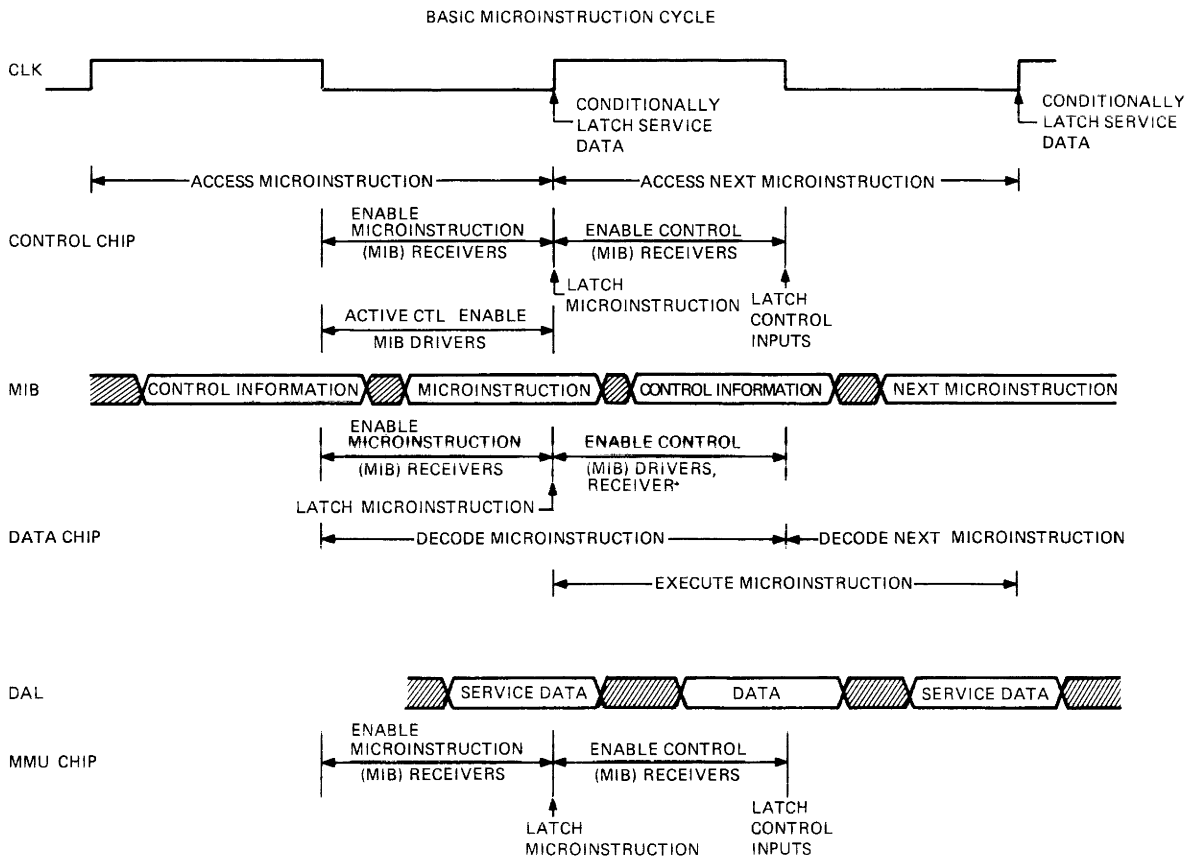 BASIC MICROINSTRUCTION CYCLE
CLK
CONDITIONALLY
LATCH SERVICE
DATA
CONDITIONALLY
LATCH SERVICE
DATA
ACCESS MICROINSTRUCTION
ACCESS NEXT MICROINSTRUCTION
CONTROL CHIP
ENABLE
MICROINSTRUCTION
(MIB) RECEIVERS
ENABLE CONTROL
(MIB) RECEIVERS
LATCH
MICROINSTRUCTION
LATCH
CONTROL
INPUTS
ACTIVE CTL ENABLE
MIB DRIVERS
MIB
CONTROL INFORMATION
MICROINSTRUCTION
CONTROL INFORMATION
NEXT MICROINSTRUCTION
ENABLE
MICROINSTRUCTION
(MIB) RECEIVERS
ENABLE CONTROL
(MIB) DRIVERS,
RECEIVER*
LATCH MICROINSTRUCTION
DATA CHIP
DECODE MICROINSTRUCTION
DECODE NEXT MICROINSTRUCTION
EXECUTE MICROINSTRUCTION
DAL
SERVICE DATA
DATA
SERVICE DATA
MMU CHIP
ENABLE
MICROINSTRUCTION
(MIB) RECEIVERS
ENABLE CONTROL
(MIB) RECEIVERS
LATCH
MICROINSTRUCTION
LATCH
CONTROL
INPUTS